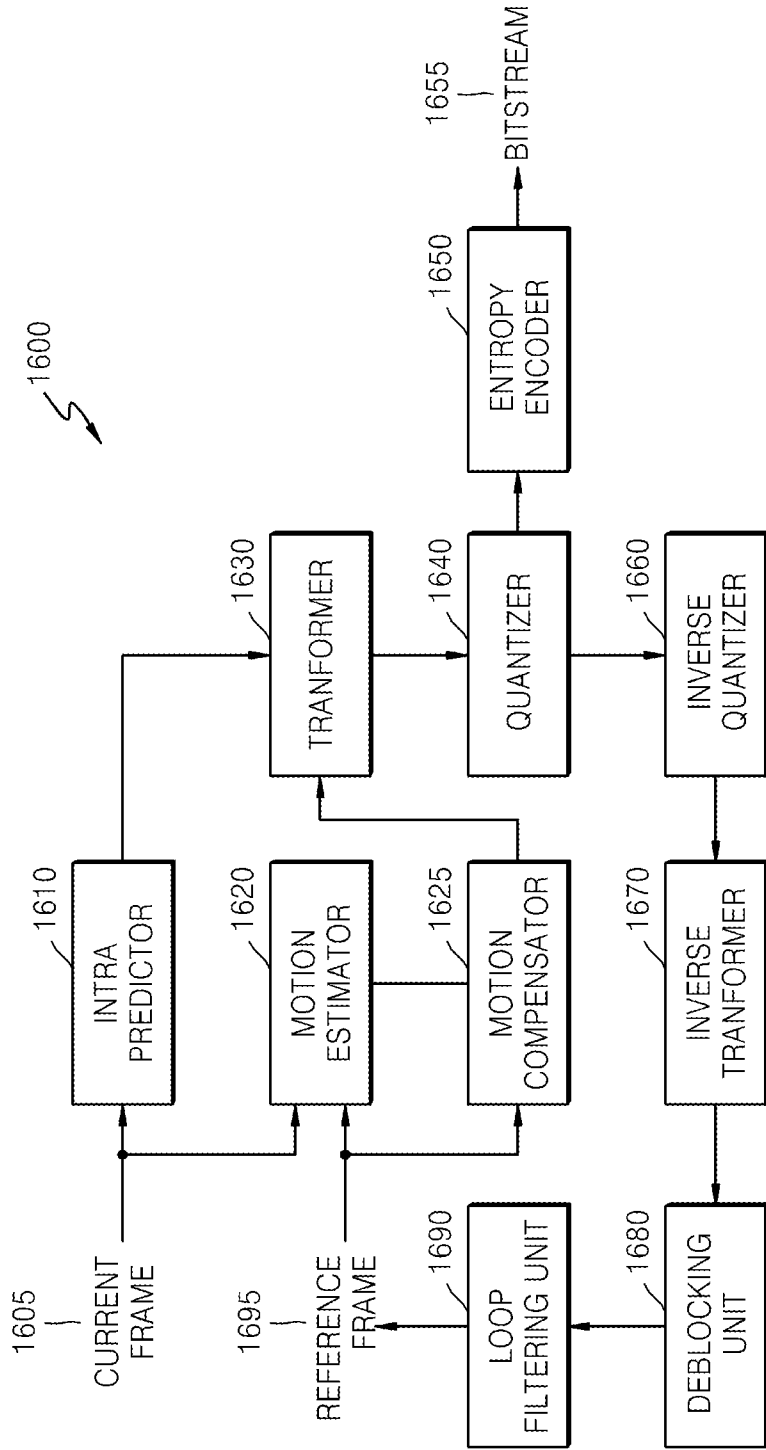 1600
1605
CURRENT
FRAME
1610
INTRA
PREDICTOR
1630
TRANFORMER
1620
MOTION
ESTIMATOR
1695
REFERENCE
FRAME
1625
MOTION
COMPENSATOR
1640
QUANTIZER
1650
ENTROPY
ENCODER
1655
BITSTREAM
1690
LOOP
FILTERING UNIT
1680
DEBLOCKING
UNIT
1670
INVERSE
TRANFORMER
1660
INVERSE
QUANTIZER